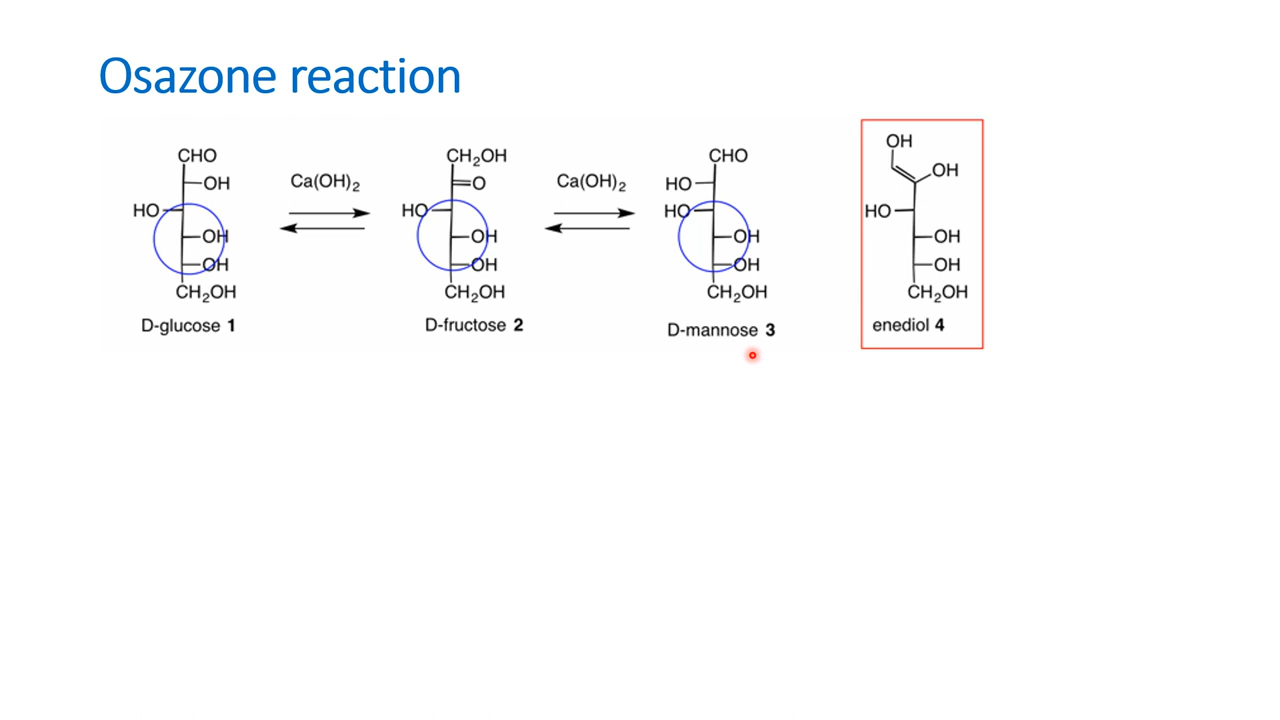 Osazone reaction
CHO
OH
HO
OH
OH
CH2OH
D-glucose 1
Ca(OH)2
CH2OH
O
HO
OH
OH
CH2OH
D-fructose 2
Ca(OH)2
CHO
HO
HO
OH
OH
CH2OH
D-mannose 3
OH
OH
HO
OH
OH
CH2OH
enediol 4